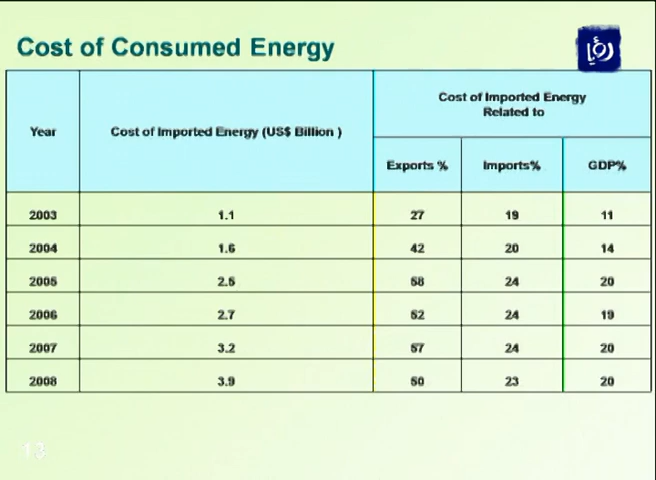 Cost of Consumed Energy
رؤيا
Year
Cost of Imported Energy (US$ Billion )
Cost of Imported Energy
Related to
Exports %
Imports%
GDP%
2003 1.1 27 19 11
2004 1.6 42 20 14
2005 2.5 58 24 20
2006 2.7 52 24 19
2007 3.2 57 24 20
2008 3.9 50 23 20
13